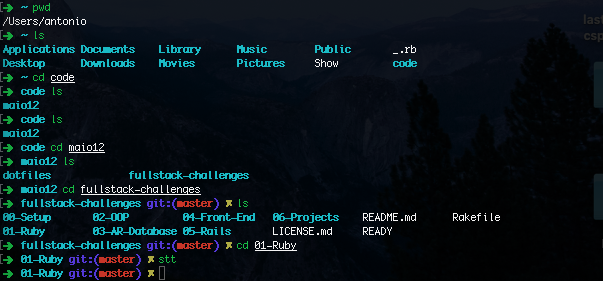 [→ ~ pwd
/Users/antonio
[→ ~ ls
Applications Documents Library Music Public _.rb
Desktop Downloads Movies Pictures Show code
[→ ~ cd code
[→ code ls
maio12
[→ code ls
maio12
[→ code cd maio12
[→ maio12 ls
dotfiles fullstack-challenges
[→ maio12 cd fullstack-challenges
[→ fullstack-challenges git:(master) ✗ ls
00-Setup 02-OOP 04-Front-End 06-Projects README.md Rakefile
01-Ruby 03-AR-Database 05-Rails LICENSE.md READY
[→ fullstack-challenges git:(master) ✗ cd 01-Ruby
[→ 01-Ruby git:(master) ✗ stt
[→ 01-Ruby git:(master) ✗
last
csp